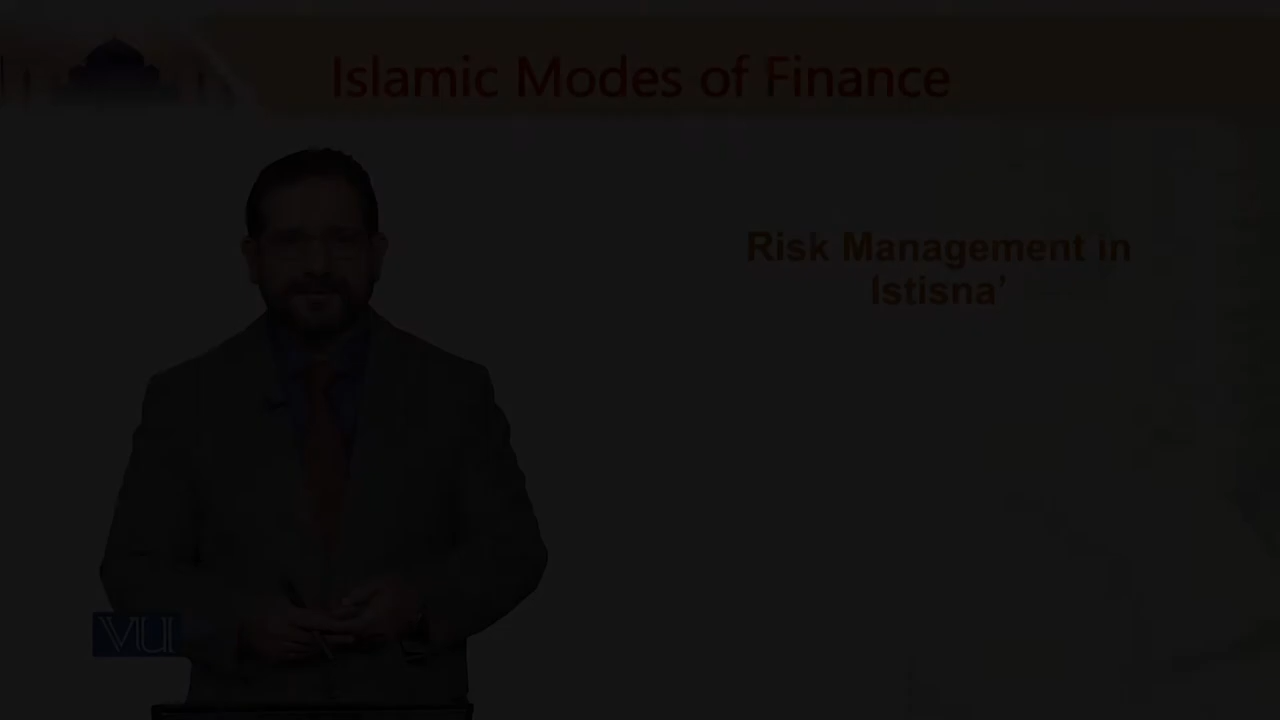 Islamic Modes of Finance
Risk Management in
Istisna’
VU